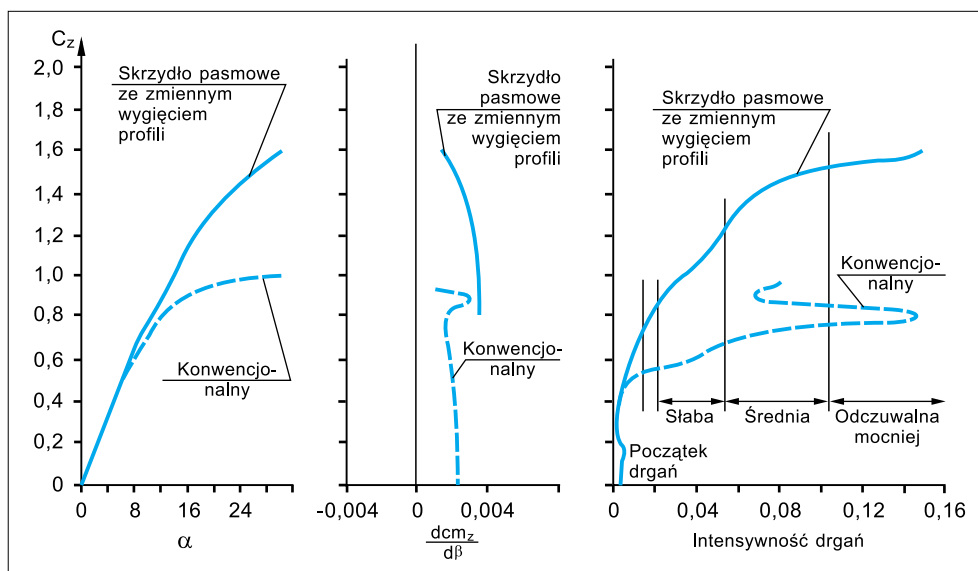 Cz
2,0
1,8
1,6
1,4
1,2
1,0
0,8
0,6
0,4
0,2
0
Skrzydło pasmowe
ze zmiennym
wygięciem
profili
Konwencjo-
nalny
0 8 16 24
α
Skrzydło
pasmowe
ze zmiennym
wygięciem
profili
Konwencjo-
nalny
-0,004 0 0,004
dcmz
dβ
Skrzydło pasmowe
ze zmiennym
wygięciem
profili
Konwencjo-
nalny
Słaba Średnia Odczuwalna
mocniej
Początek
drgań
0 0,04 0,08 0,12 0,16
Intensywność drgań